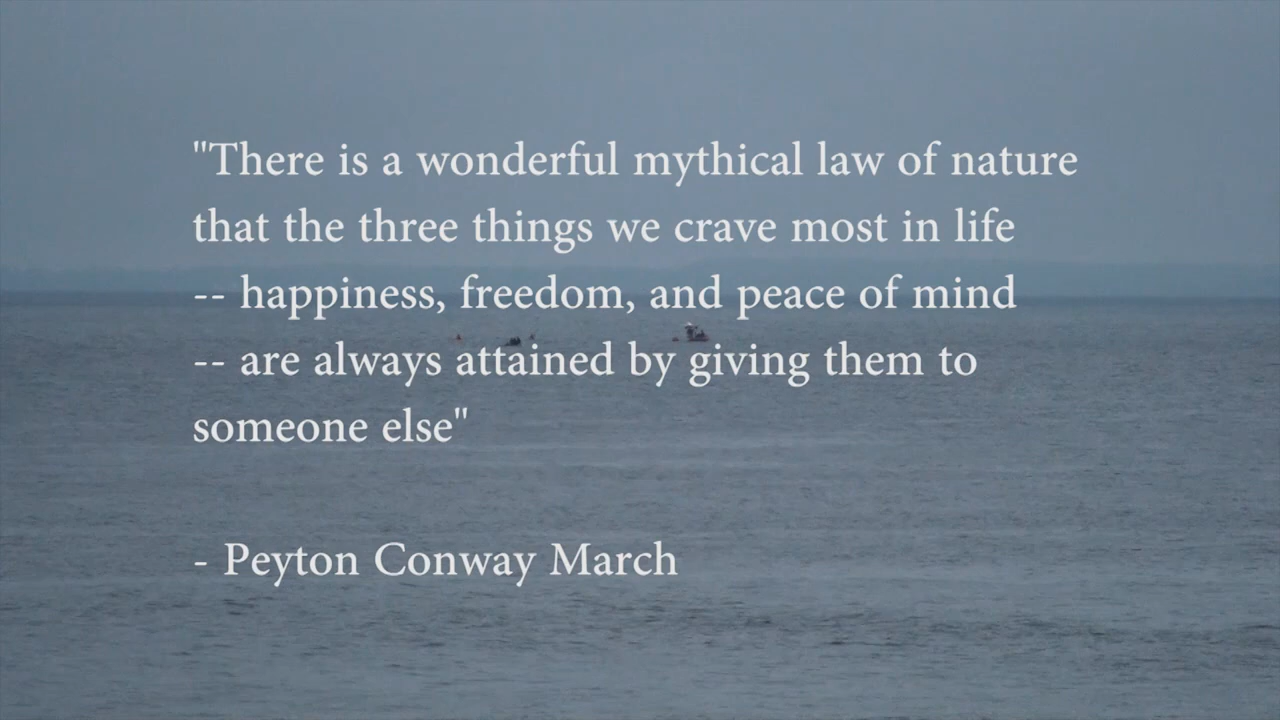 "There is a wonderful mythical law of nature
that the three things we crave most in life
-- happiness, freedom, and peace of mind
-- are always attained by giving them to
someone else"
- Peyton Conway March